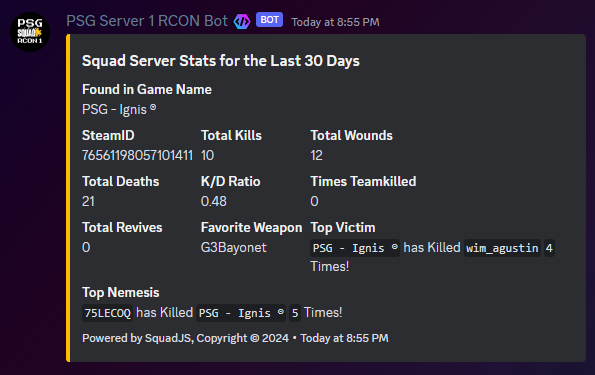 PSG
SQUAD
RCON 1
PSG Server 1 RCON Bot BOT Today at 8:55 PM
Squad Server Stats for the Last 30 Days
Found in Game Name
PSG - Ignis ®
SteamID Total Kills Total Wounds
76561198057101411 10 12
Total Deaths K/D Ratio Times Teamkilled
21 0.48 0
Total Revives Favorite Weapon Top Victim
0 G3Bayonet PSG - Ignis ® has Killed wim_agustin 4
Times!
Top Nemesis
75LECOQ has Killed PSG - Ignis ® 5 Times!
Powered by SquadJS, Copyright © 2024 • Today at 8:55 PM